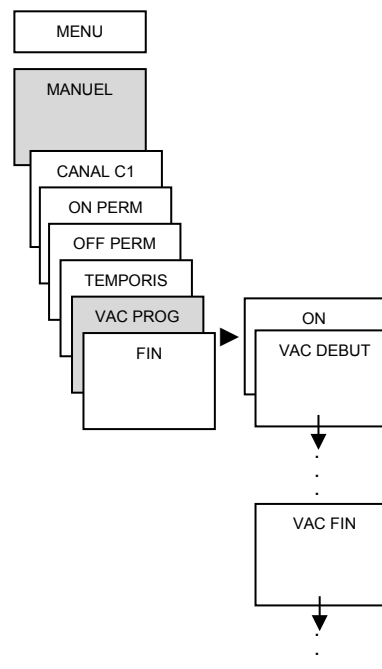 MENU
MANUEL
CANAL C1
ON PERM
OFF PERM
TEMPORIS
VAC PROG
FIN
ON
VAC DEBUT
.
.
.
VAC FIN
.
.